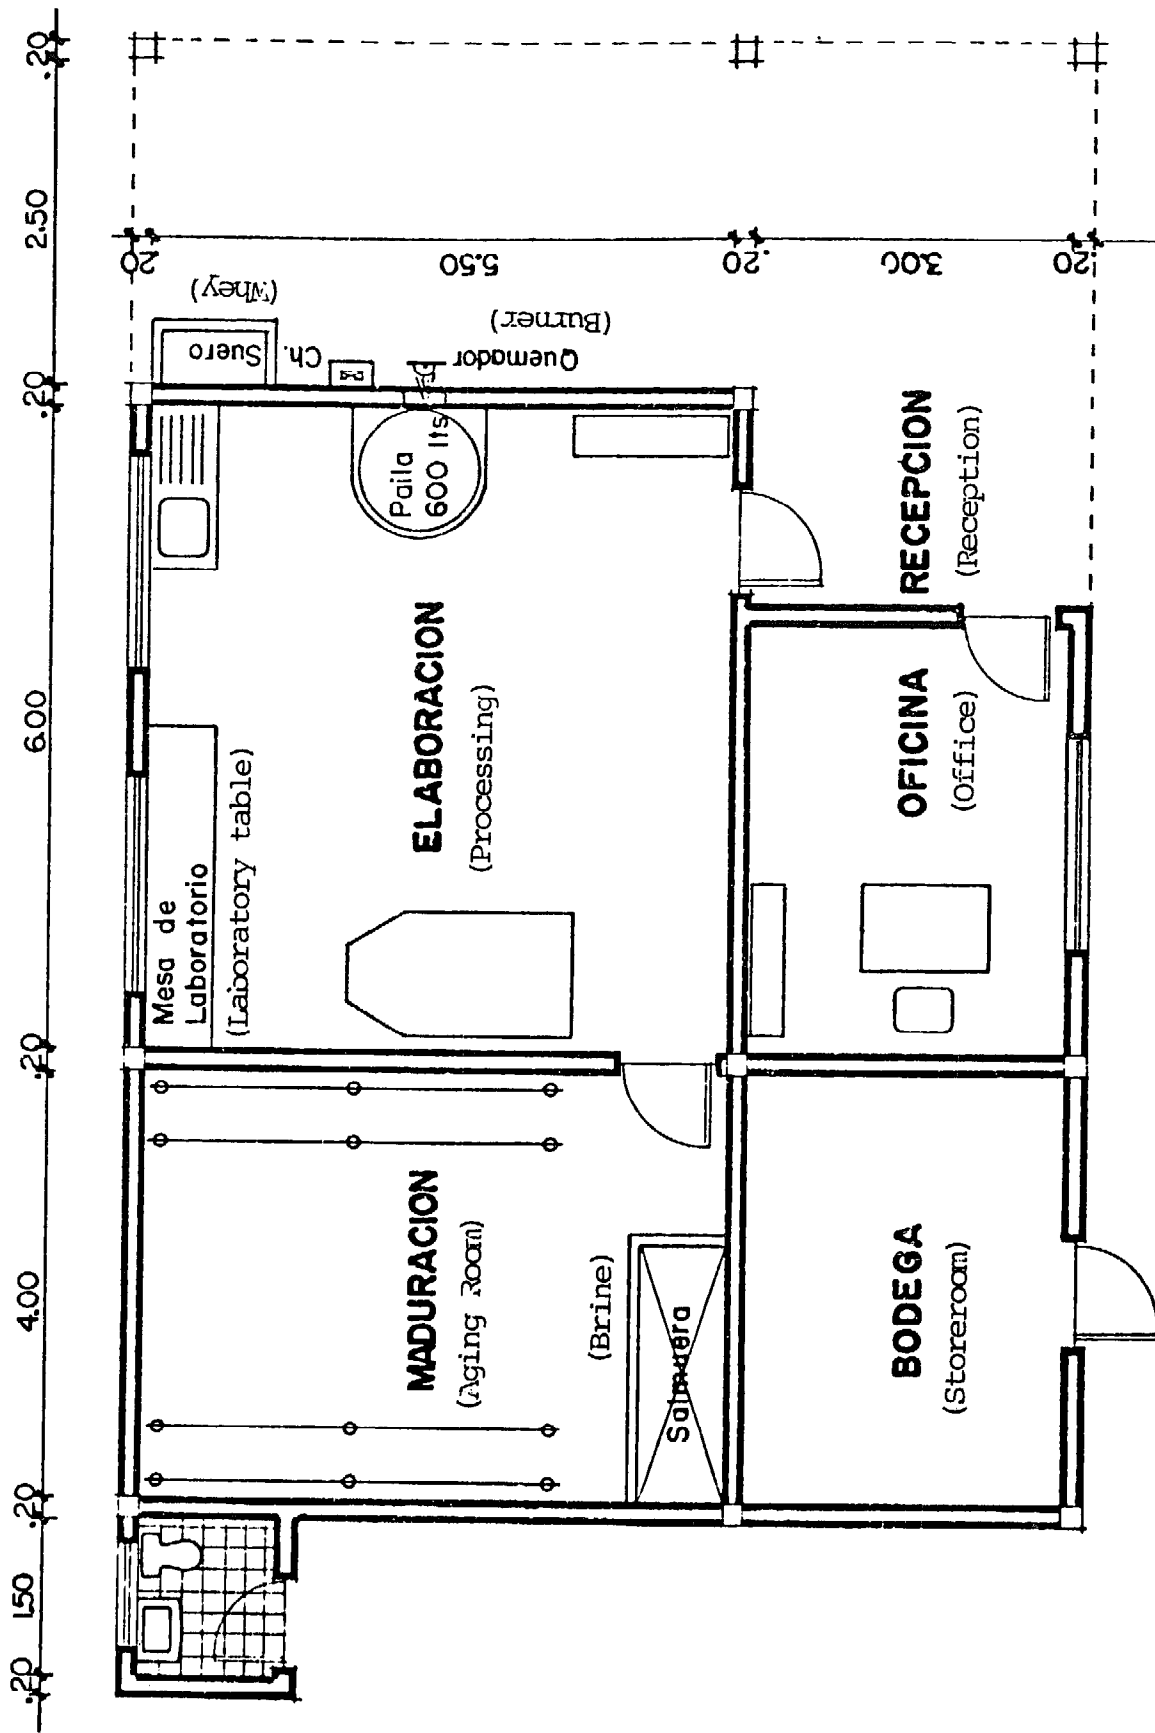 .20
1.50
.20
4.00
.20
6.00
.20
2.50
.20
Mesa de
Laboratorio
(Laboratory table)
Suero
(Whey)
Ch.
Paila
600 lts
Quemador
(Burner)
.20
5.50
.20
3.00
.20
MADURACION
(Aging Room)
ELABORACION
(Processing)
(Brine)
Salmuera
BODEGA
(Storeroom)
OFICINA
(Office)
RECEPCION
(Reception)